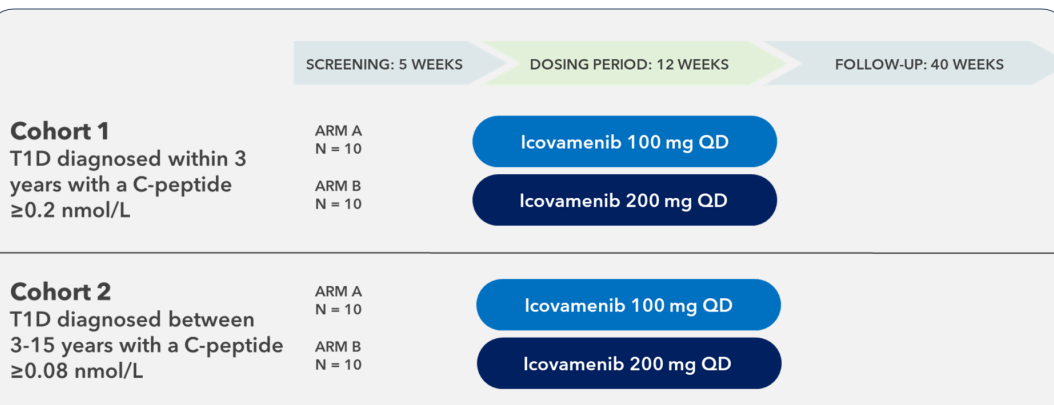 SCREENING: 5 WEEKS
DOSING PERIOD: 12 WEEKS
FOLLOW-UP: 40 WEEKS
Cohort 1
T1D diagnosed within 3
years with a C-peptide
≥0.2 nmol/L
ARM A
N = 10
Icovamenib 100 mg QD
ARM B
N = 10
Icovamenib 200 mg QD
Cohort 2
T1D diagnosed between
3-15 years with a C-peptide
≥0.08 nmol/L
ARM A
N = 10
Icovamenib 100 mg QD
ARM B
N = 10
Icovamenib 200 mg QD